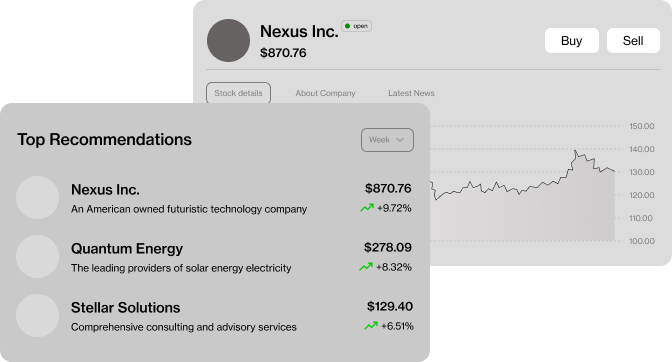 Nexus Inc.
open
$870.76
Buy
Sell
Stock details
About Company
Latest News
150.00
140.00
130.00
120.00
110.00
100.00
Top Recommendations
Week
Nexus Inc.
$870.76
An American owned futuristic technology company
+9.72%
Quantum Energy
$278.09
The leading providers of solar energy electricity
+8.32%
Stellar Solutions
$129.40
Comprehensive consulting and advisory services
+6.51%